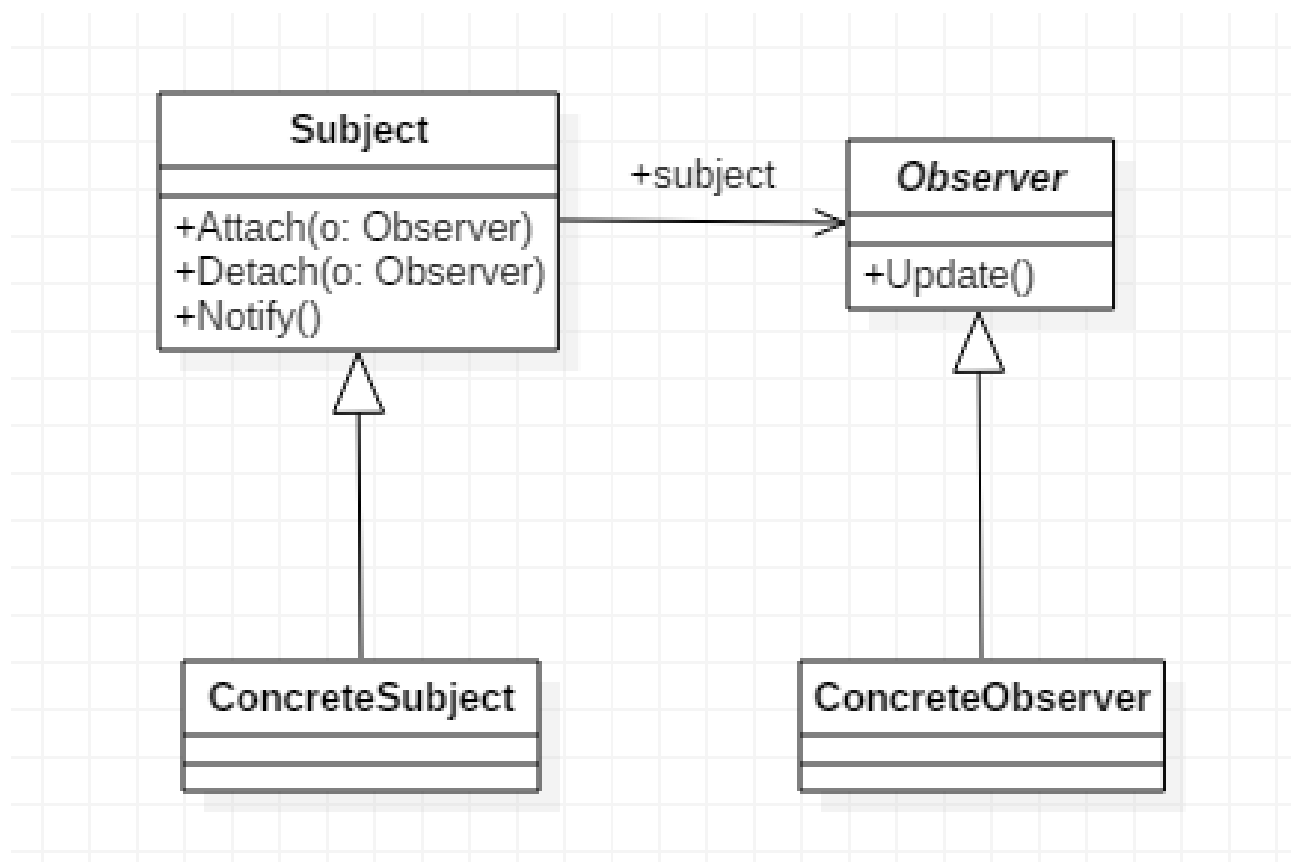 Subject
+Attach(o: Observer)
+Detach(o: Observer)
+Notify()
+subject
Observer
+Update()
ConcreteSubject
ConcreteObserver